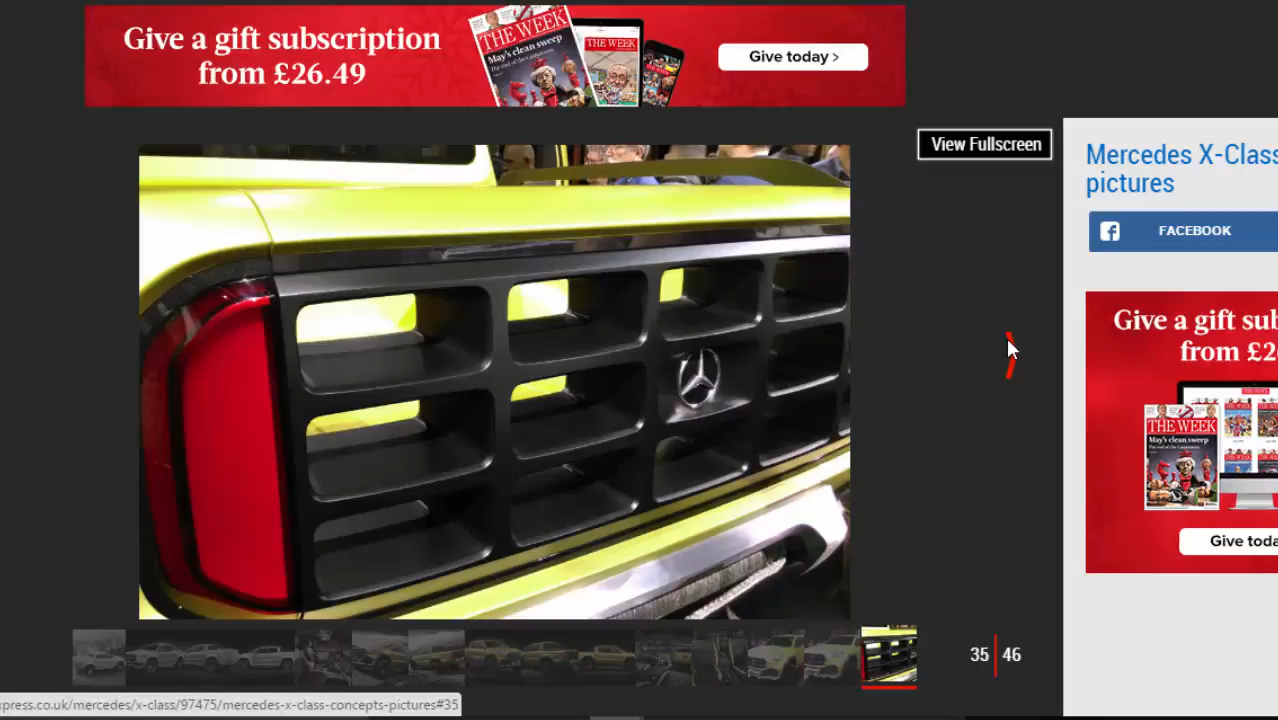 Give a gift subscription
from £26.49
THE WEEK
May's clean sweep
THE WEEK
Give today >
View Fullscreen
Mercedes X-Class
pictures
FACEBOOK
Give a gift sub
from £2
THE WEEK
May's clean sweep
Give toda
35 46
xpress.co.uk/mercedes/x-class/97475/mercedes-x-class-concepts-pictures#35